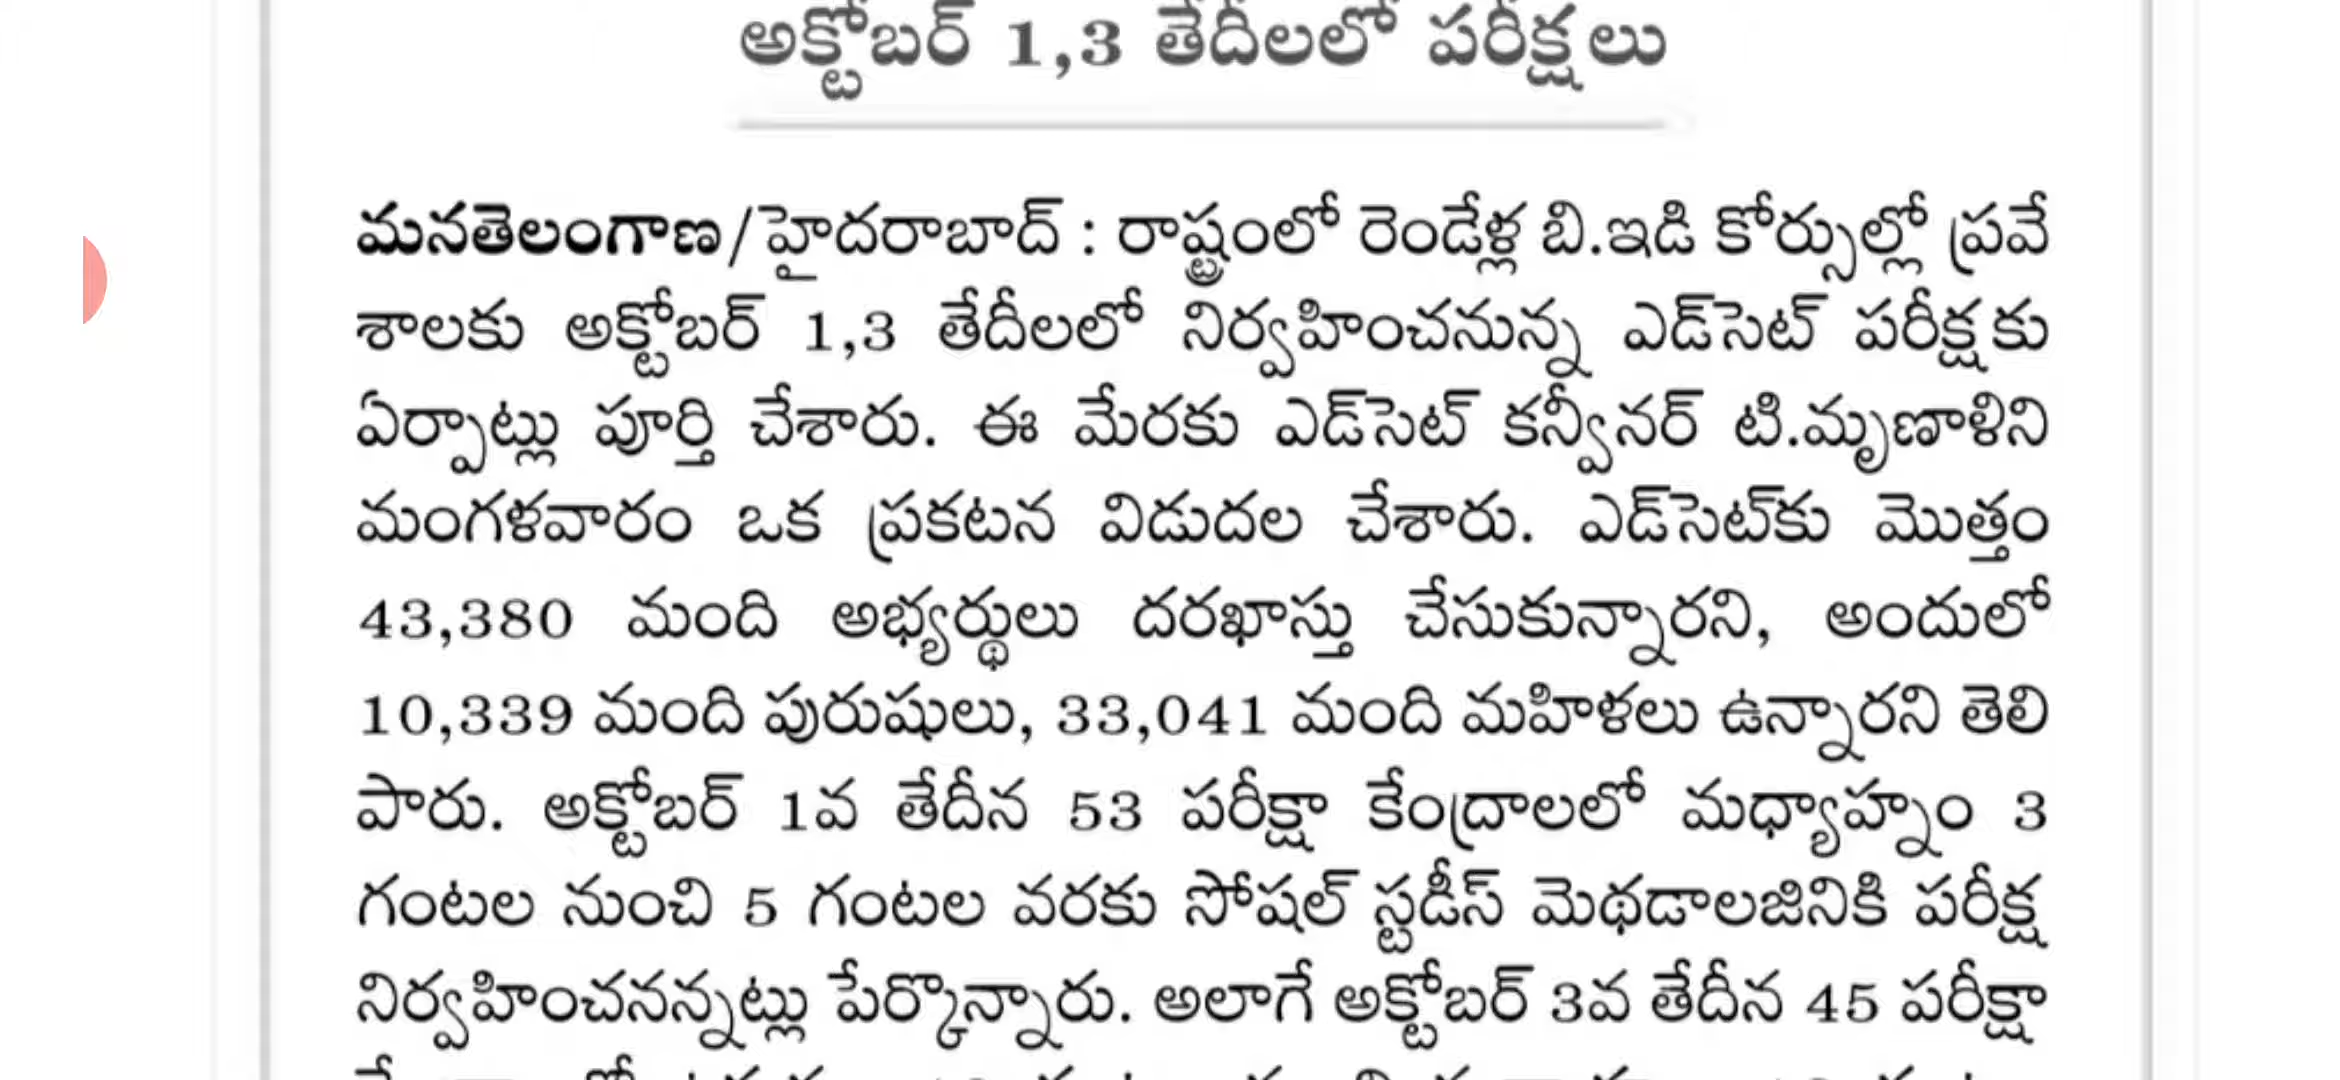 అక్టోబర్ 1,3 తేదీలలో పరీక్షలు
మనతెలంగాణ/హైదరాబాద్ : రాష్ట్రంలో రెండేళ్ల బి.ఇడి కోర్సుల్లో ప్రవే
శాలకు అక్టోబర్ 1,3 తేదీలలో నిర్వహించనున్న ఎడ్‌సెట్ పరీక్షకు
ఏర్పాట్లు పూర్తి చేశారు. ఈ మేరకు ఎడ్‌సెట్ కన్వీనర్ టి.మృణాళిని
మంగళవారం ఒక ప్రకటన విడుదల చేశారు. ఎడ్‌సెట్‌కు మొత్తం
43,380 మంది అభ్యర్థులు దరఖాస్తు చేసుకున్నారని, అందులో
10,339 మంది పురుషులు, 33,041 మంది మహిళలు ఉన్నారని తెలి
పారు. అక్టోబర్ 1వ తేదీన 53 పరీక్షా కేంద్రాలలో మధ్యాహ్నం 3
గంటల నుంచి 5 గంటల వరకు సోషల్ స్టడీస్ మెథడాలజినికి పరీక్ష
నిర్వహించనన్నట్లు పేర్కొన్నారు. అలాగే అక్టోబర్ 3వ తేదీన 45 పరీక్షా